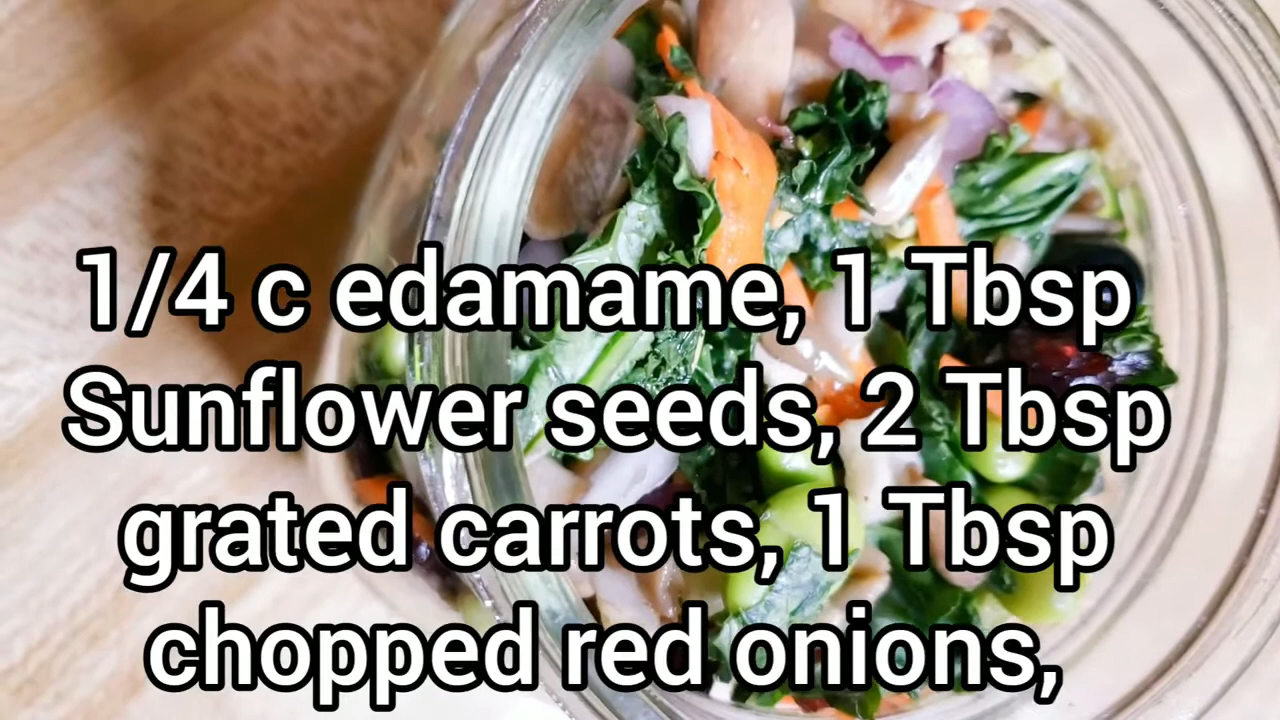 1/4 c edamame, 1 Tbsp
Sunflower seeds, 2 Tbsp
grated carrots, 1 Tbsp
chopped red onions,